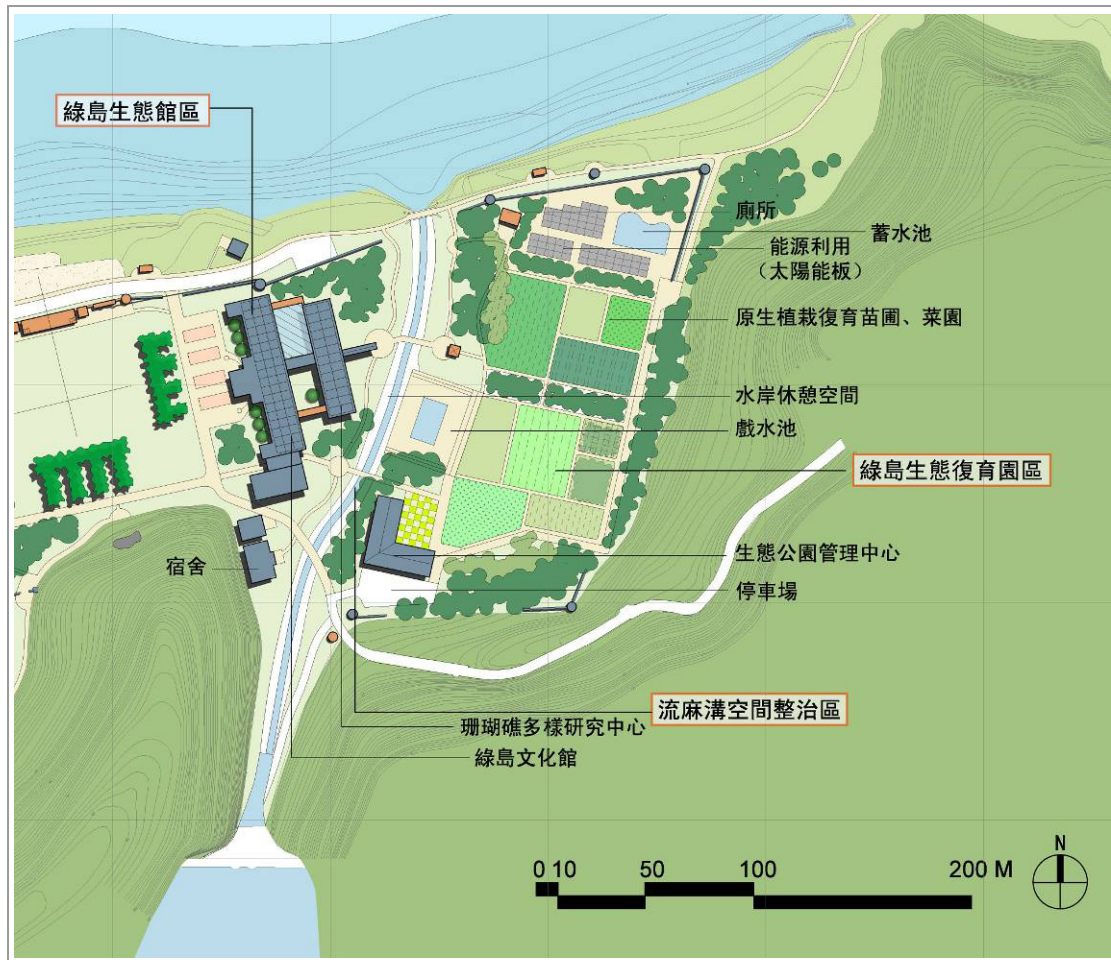 綠島生態館區
廁所
蓄水池
能源利用
（太陽能板）
原生植栽復育苗圃、菜園
水岸休憩空間
戲水池
綠島生態復育園區
生態公園管理中心
宿舍
停車場
流麻溝空間整治區
珊瑚礁多樣研究中心
綠島文化館
0 10 50 100 200 M
N